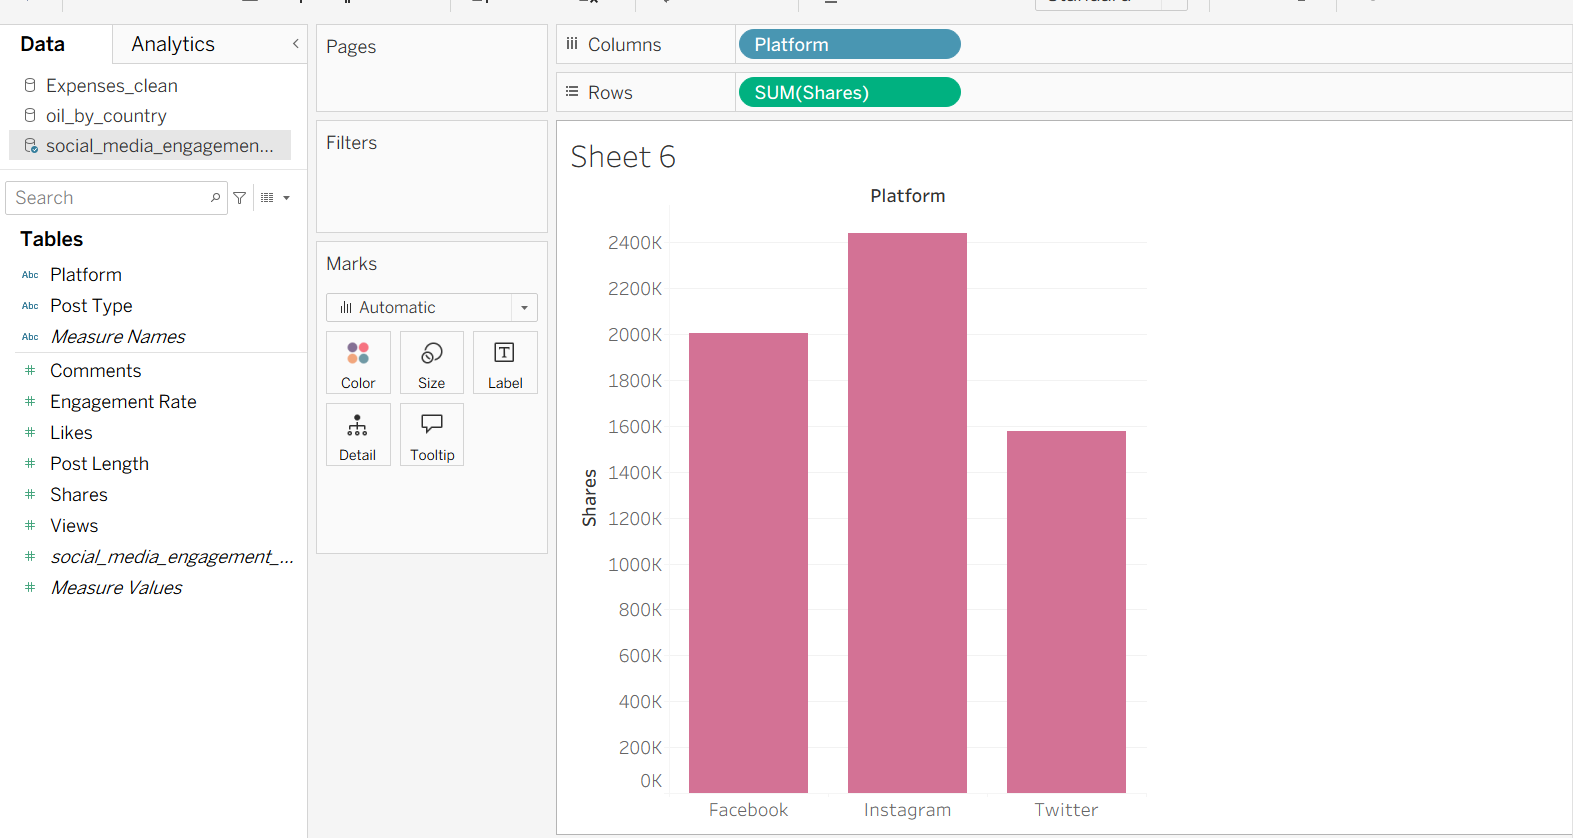 Data
Analytics
Expenses_clean
oil_by_country
social_media_engagemen...
Search
Tables
Abc Platform
Abc Post Type
Abc Measure Names
# Comments
# Engagement Rate
# Likes
# Post Length
# Shares
# Views
# social_media_engagement_...
# Measure Values
Pages
Filters
Marks
Automatic
Color
Size
Label
Detail
Tooltip
Columns
Platform
Rows
SUM(Shares)
Sheet 6
Platform
2400K
2200K
2000K
1800K
1600K
1400K
1200K
1000K
800K
600K
400K
200K
0K
Shares
Facebook
Instagram
Twitter